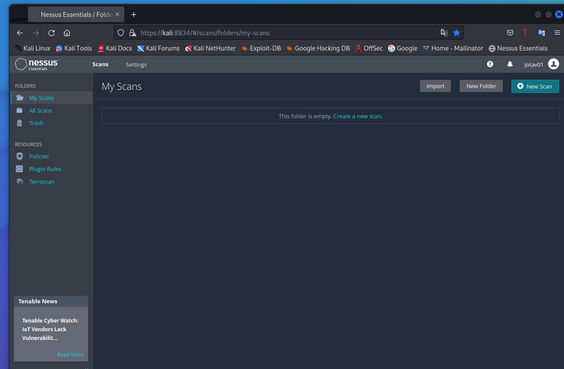 Nessus Essentials / Folde
https://kali:8834/#/scans/folders/my-scans
Kali Linux Kali Tools Kali Docs Kali Forums Kali NetHunter Exploit-DB Google Hacking DB OffSec Google Home - Mailinator Nessus Essentials
nessus
Essentials
Scans Settings
jotav01
FOLDERS
My Scans
All Scans
Trash
RESOURCES
Policies
Plugin Rules
Terrascan
My Scans
Import
New Folder
New Scan
This folder is empty. Create a new scan.
Tenable News
Tenable Cyber Watch:
IoT Vendors Lack
Vulnerabilit...
Read More